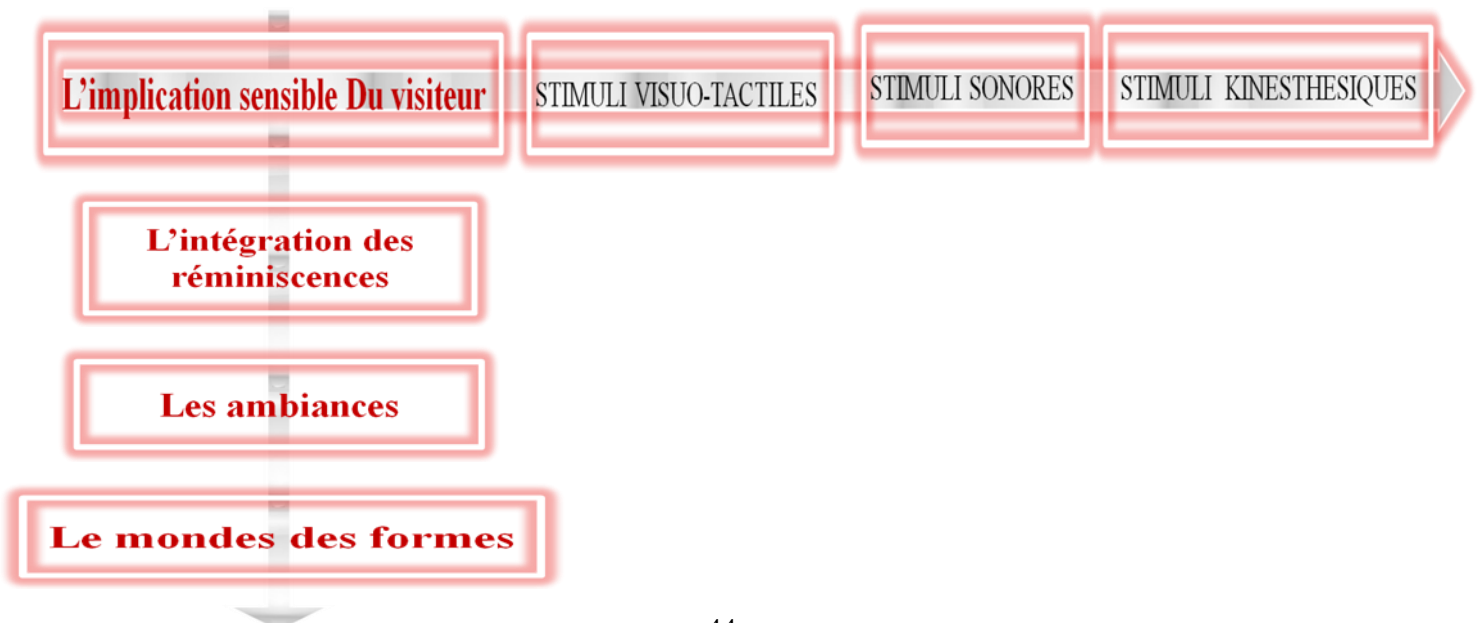 L'implication sensible Du visiteur
STIMULI VISUO-TACTILES
STIMULI SONORES
STIMULI KINESTHESIQUES
L'intégration des
réminiscences
Les ambiances
Le mondes des formes